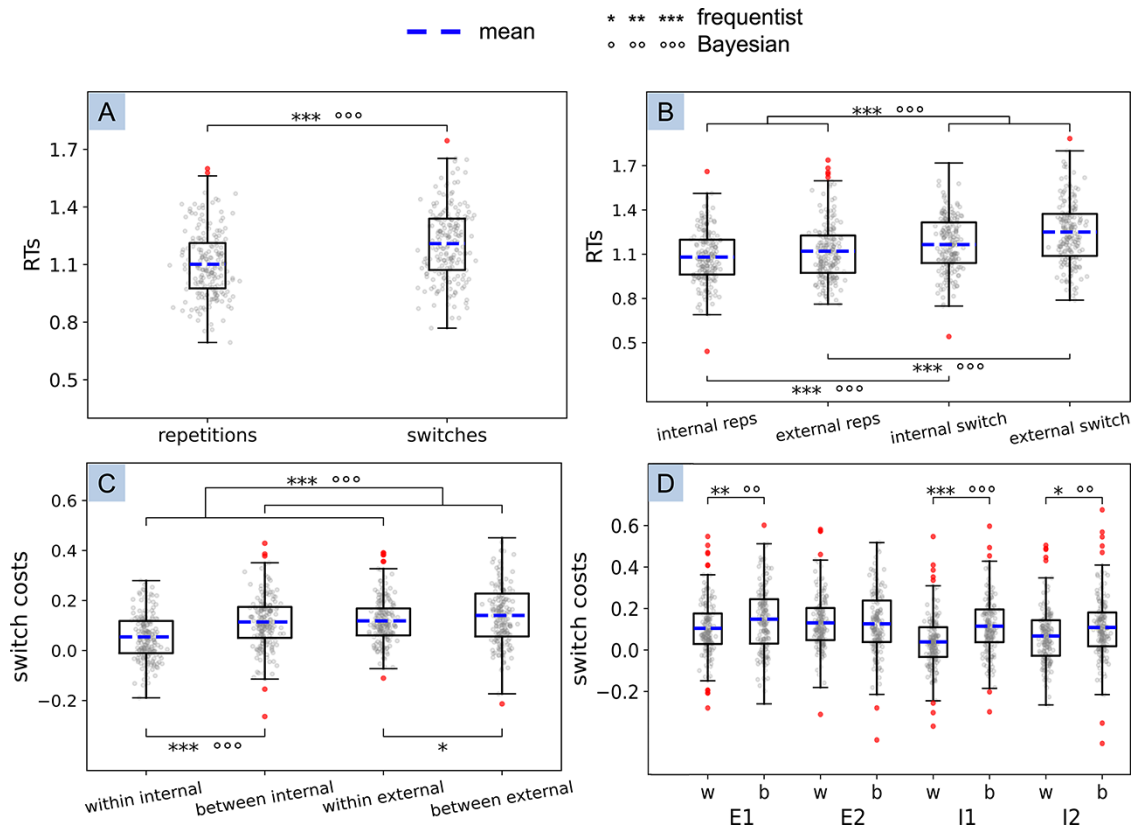 mean
* ** *** frequentist
° °° °°° Bayesian
A
*** °°°
1.7
1.4
1.1
0.8
0.5
RTs
repetitions switches
B
*** °°°
1.7
1.4
1.1
0.8
0.5
RTs
*** °°°
*** °°°
internal reps external reps internal switch external switch
C
*** °°°
0.6
0.4
0.2
0.0
−0.2
switch costs
*** °°° *
within internal between internal within external between external
D
** °° *** °°° * °°
0.6
0.4
0.2
0.0
−0.2
switch costs
w b w b w b w b
E1 E2 I1 I2